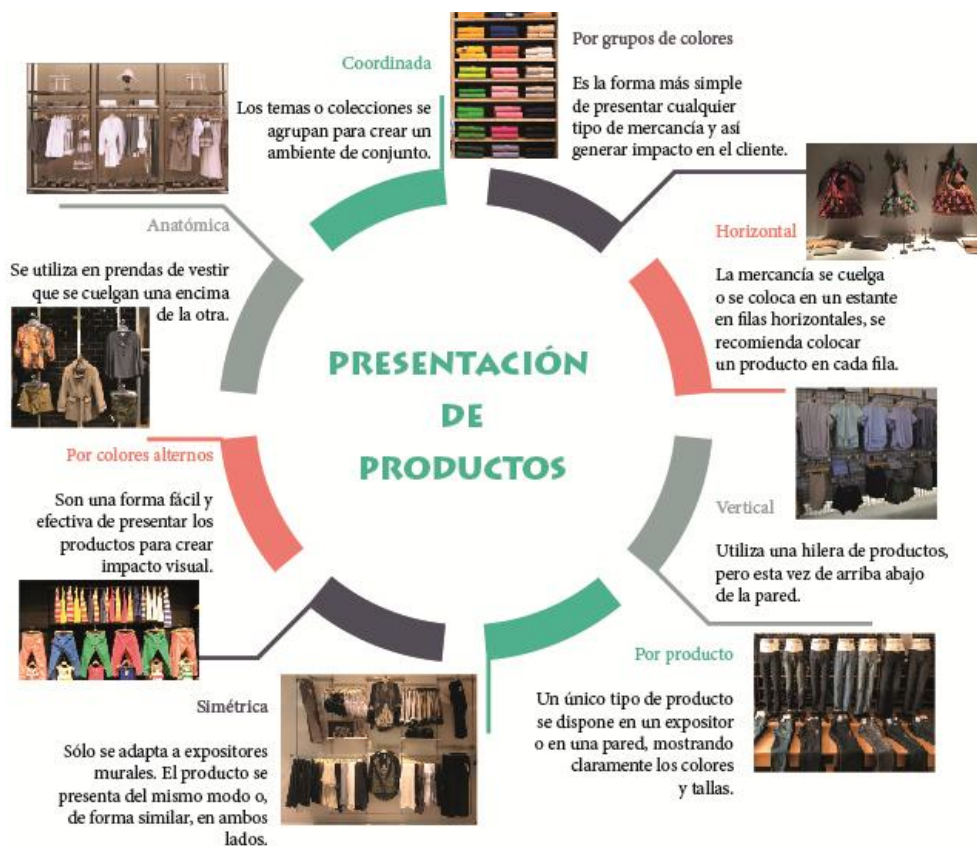 Coordinada
Los temas o colecciones se
agrupan para crear un
ambiente de conjunto.
Por grupos de colores
Es la forma más simple
de presentar cualquier
tipo de mercancía y así
generar impacto en el cliente.
Horizontal
La mercancía se cuelga
o se coloca en un estante
en filas horizontales, se
recomienda colocar
un producto en cada fila.
Vertical
Utiliza una hilera de productos,
pero esta vez de arriba abajo
de la pared.
Por producto
Un único tipo de producto
se dispone en un expositor
o en una pared, mostrando
claramente los colores
y tallas.
Simétrica
Sólo se adapta a expositores
murales. El producto se
presenta del mismo modo o,
de forma similar, en ambos
lados.
Por colores alternos
Son una forma fácil y
efectiva de presentar los
productos para crear
impacto visual.
Anatómica
Se utiliza en prendas de vestir
que se cuelgan una encima
de la otra.
PRESENTACIÓN
DE
PRODUCTOS